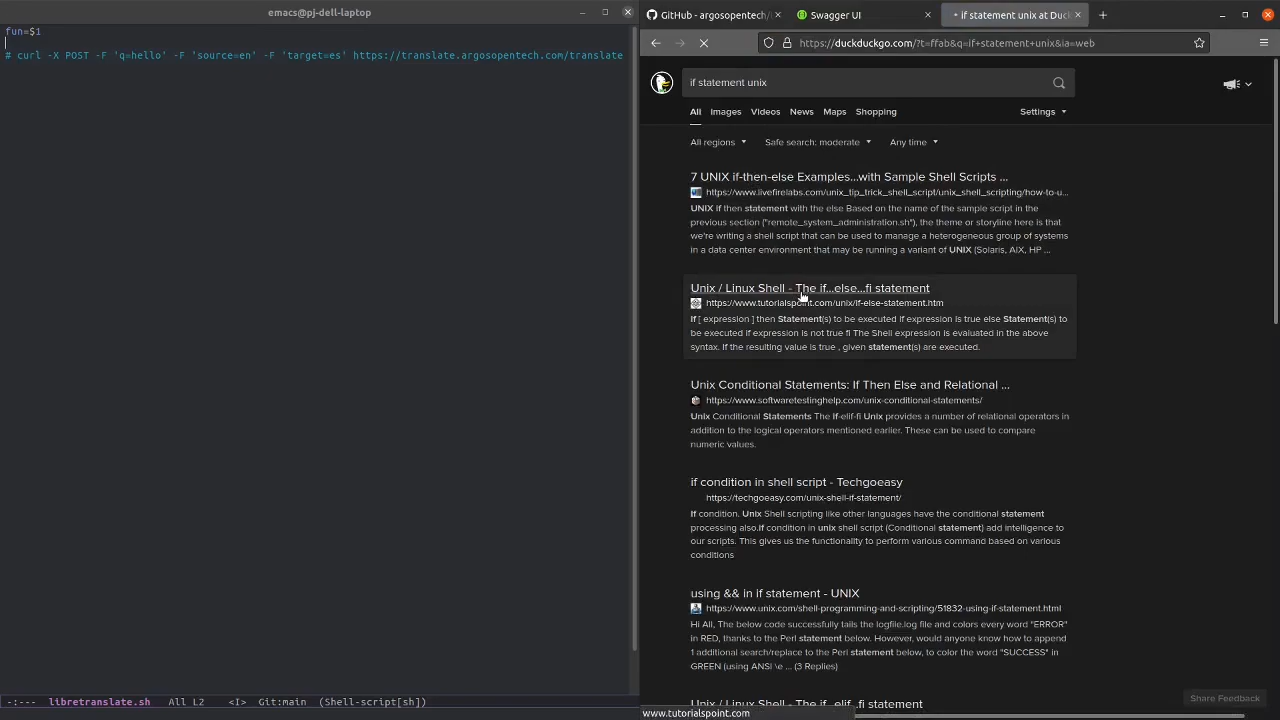 emacs@pj-dell-laptop
fun=$1
# curl -X POST -F 'q=hello' -F 'source=en' -F 'target=es' https://translate.argosopentech.com/translate
-:--- libretranslate.sh All L2 <I> Git:main (Shell-script[sh])
GitHub - argosopentech/(
Swagger UI
if statement unix at Duck
https://duckduckgo.com/?t=ffab&q=if+statement+unix&ia=web
if statement unix
All Images Videos News Maps Shopping Settings
All regions Safe search: moderate Any time
7 UNIX if-then-else Examples...with Sample Shell Scripts ...
https://www.livefirelabs.com/unix_tip_trick_shell_script/unix_shell_scripting/how-to-u...
UNIX if then statement with the else Based on the name of the sample script in the
previous section ("remote_system_administration.sh"), the theme or storyline here is that
we're writing a shell script that can be used to manage a heterogeneous group of systems
in a data center environment that may be running a variant of UNIX (Solaris, AIX, HP ...
Unix / Linux Shell - The if...else...fi statement
https://www.tutorialspoint.com/unix/if-else-statement.htm
If [ expression ] then Statement(s) to be executed if expression is true else Statement(s) to
be executed if expression is not true fi The Shell expression is evaluated in the above
syntax. If the resulting value is true , given statement(s) are executed.
Unix Conditional Statements: If Then Else and Relational ...
https://www.softwaretestinghelp.com/unix-conditional-statements/
Unix Conditional Statements The If-elif-fi Unix provides a number of relational operators in
addition to the logical operators mentioned earlier. These can be used to compare
numeric values.
if condition in shell script - Techgoeasy
https://techgoeasy.com/unix-shell-if-statement/
If condition. Unix Shell scripting like other languages have the conditional statement
processing also.if condition in unix shell script (Conditional statement) add intelligence to
our scripts. This gives us the functionality to perform various command based on various
conditions
using && in if statement - UNIX
https://www.unix.com/shell-programming-and-scripting/51832-using-if-statement.html
Hi All, The below code successfully tails the logfile.log file and colors every word "ERROR"
in RED, thanks to the Perl statement below. However, would anyone know how to append
1 additional search/replace to the Perl statement below, to color the word "SUCCESS" in
GREEN (using ANSI \e ... (3 Replies)
Unix / Linux Shell - The if...elif...fi statement
Share Feedback
www.tutorialspoint.com